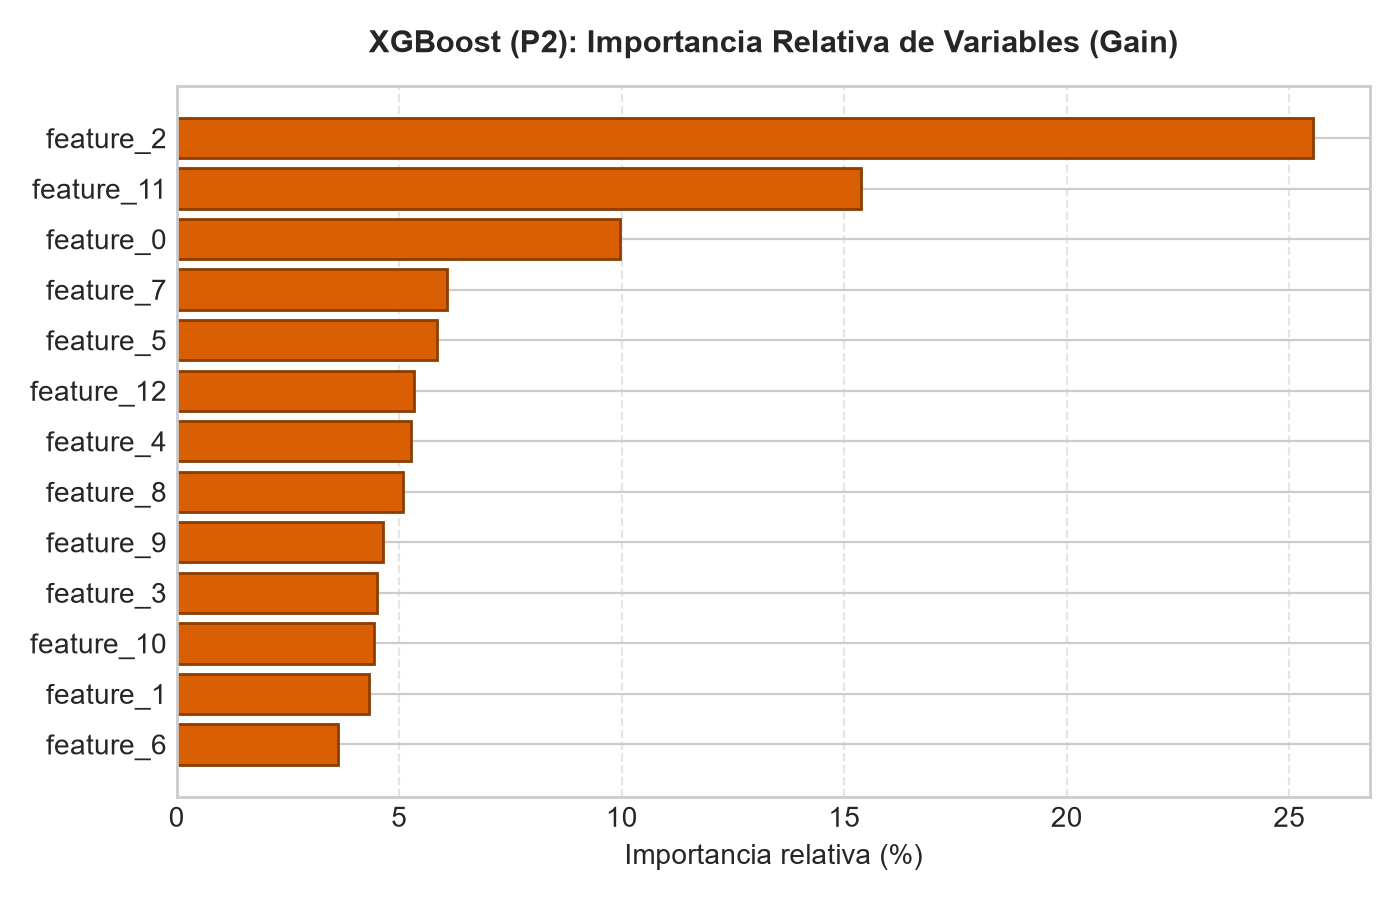 XGBoost (P2): Importancia Relativa de Variables (Gain)
feature_2
feature_11
feature_0
feature_7
feature_5
feature_12
feature_4
feature_8
feature_9
feature_3
feature_10
feature_1
feature_6
0 5 10 15 20 25
Importancia relativa (%)